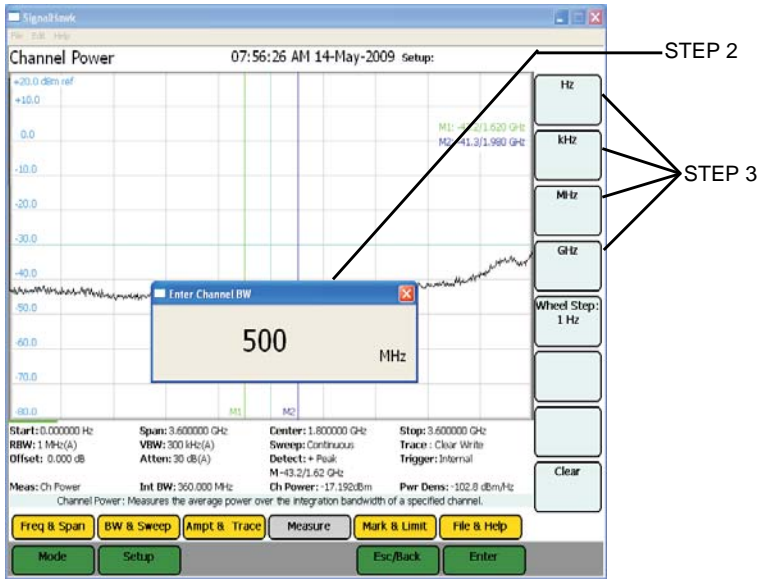 SignalHawk
File Edit Help
Channel Power 07:56:26 AM 14-May-2009 Setup:
STEP 2
+20.0 dBm ref
+10.0
0.0
-10.0
-20.0
-30.0
-40.0
-50.0
-60.0
-70.0
-80.0
M1: -43.2/1.620 GHz
M2: -41.3/1.980 GHz
M1 M2
Enter Channel BW
500
MHz
Hz
kHz
MHz
GHz
Wheel Step:
1 Hz
Clear
STEP 3
Start: 0.000000 Hz Span: 3.600000 GHz Center: 1.800000 GHz Stop: 3.600000 GHz
RBW: 1 MHz(A) VBW: 300 kHz(A) Sweep: Continuous Trace : Clear Write
Offset: 0.000 dB Atten: 30 dB(A) Detect: + Peak Trigger: Internal
M-43.2/1.62 GHz
Meas: Ch Power Int BW: 360.000 MHz Ch Power: -17.192dBm Pwr Dens: -102.8 dBm/Hz
Channel Power: Measures the average power over the integration bandwidth of a specified channel.
Freq & Span BW & Sweep Ampt & Trace Measure Mark & Limit File & Help
Mode Setup Esc/Back Enter